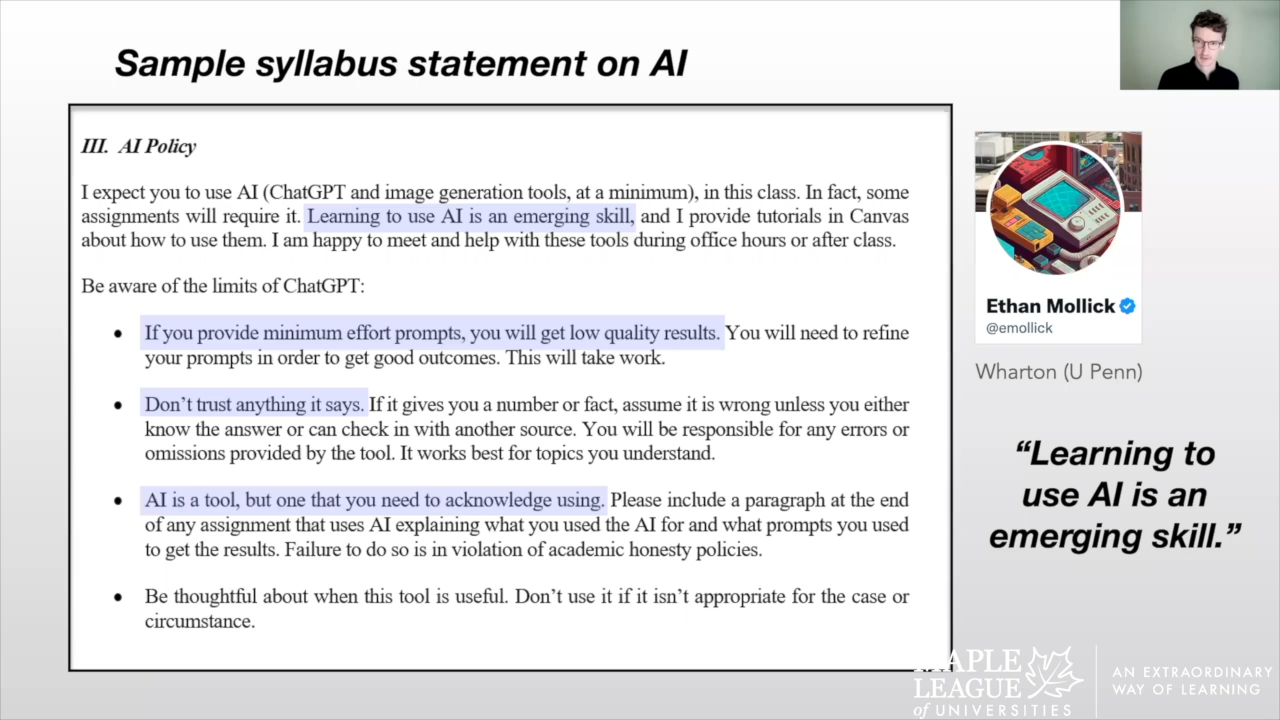 Sample syllabus statement on AI
III. AI Policy
I expect you to use AI (ChatGPT and image generation tools, at a minimum), in this class. In fact, some
assignments will require it. Learning to use AI is an emerging skill, and I provide tutorials in Canvas
about how to use them. I am happy to meet and help with these tools during office hours or after class.
Be aware of the limits of ChatGPT:
• If you provide minimum effort prompts, you will get low quality results. You will need to refine
your prompts in order to get good outcomes. This will take work.
• Don’t trust anything it says. If it gives you a number or fact, assume it is wrong unless you either
know the answer or can check in with another source. You will be responsible for any errors or
omissions provided by the tool. It works best for topics you understand.
• AI is a tool, but one that you need to acknowledge using. Please include a paragraph at the end
of any assignment that uses AI explaining what you used the AI for and what prompts you used
to get the results. Failure to do so is in violation of academic honesty policies.
• Be thoughtful about when this tool is useful. Don’t use it if it isn’t appropriate for the case or
circumstance.
Ethan Mollick
@emollick
Wharton (U Penn)
“Learning to
use AI is an
emerging skill.”
MAPLE
LEAGUE
of UNIVERSITIES
AN EXTRAORDINARY
WAY OF LEARNING